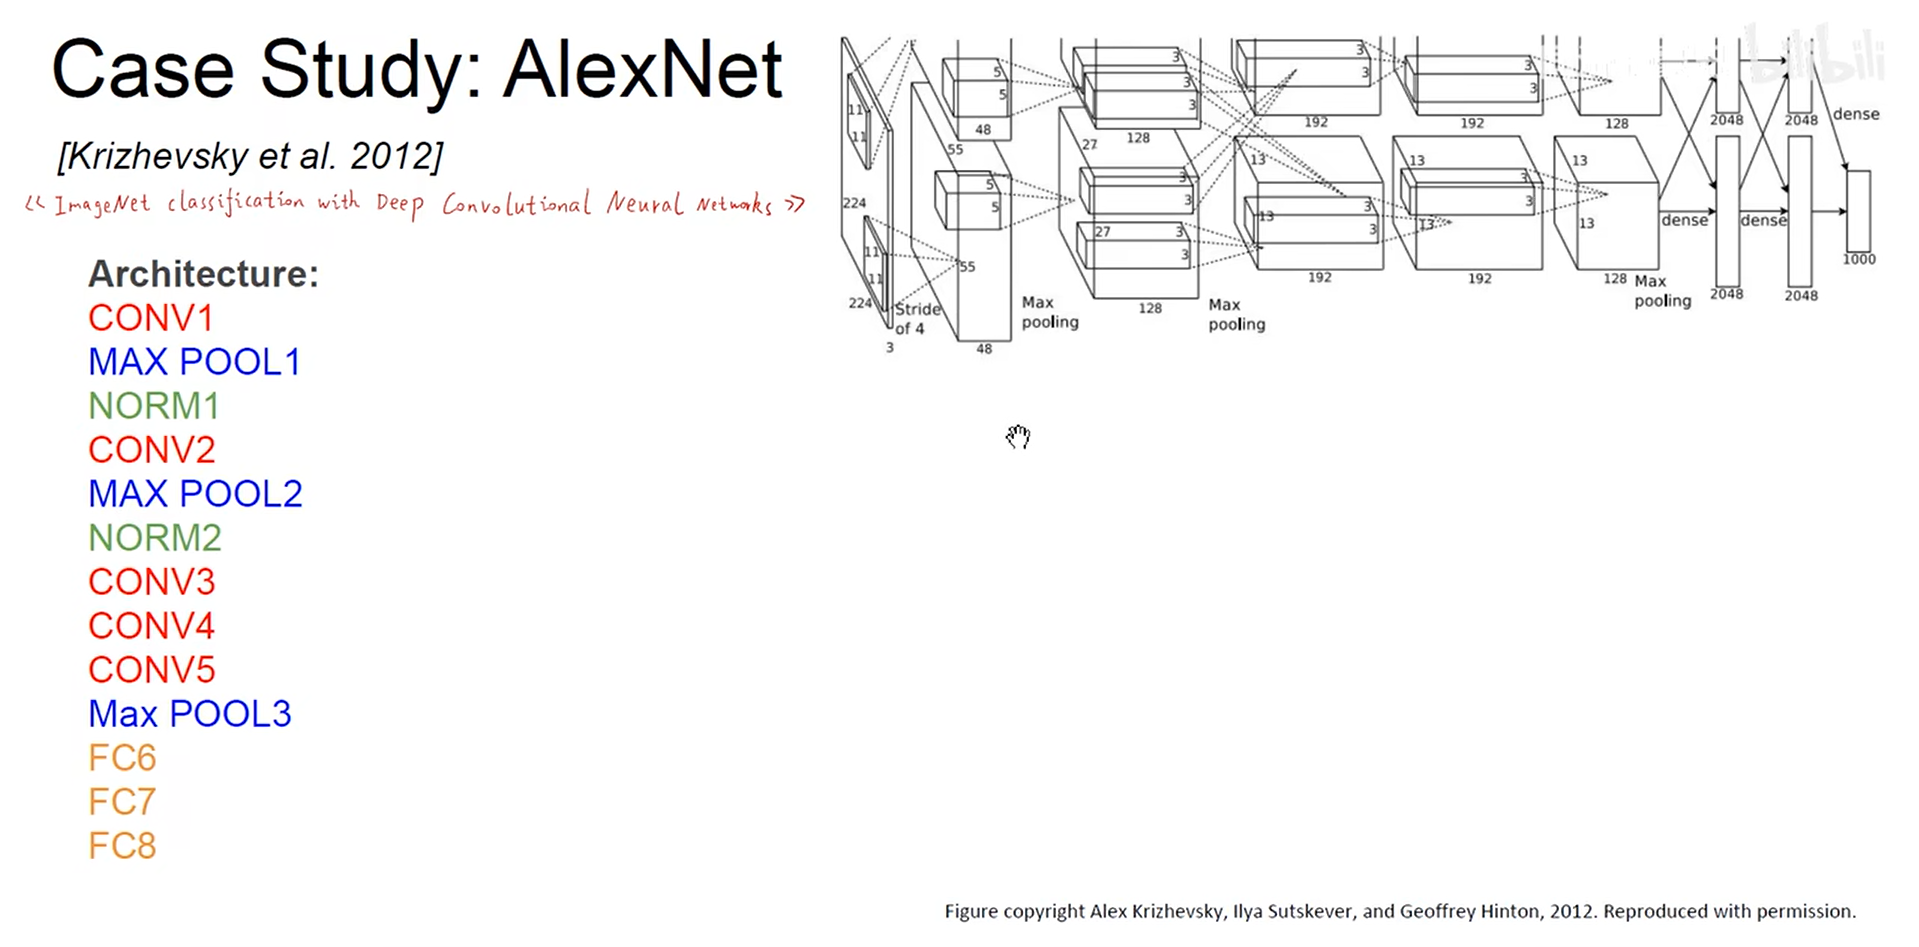 Case Study: AlexNet
[Krizhevsky et al. 2012]
<< ImageNet classification with Deep Convolutional Neural Networks >>
Architecture:
CONV1
MAX POOL1
NORM1
CONV2
MAX POOL2
NORM2
CONV3
CONV4
CONV5
Max POOL3
FC6
FC7
FC8
11
11
5
5
48
55
224
11
11
224
Stride
of 4
3
5
5
55
48
Max
pooling
3
3
3
128
27
3
3
27
3
3
128
Max
pooling
3
3
192
13
13
3
3
192
3
3
192
13
3
3
13
192
128
13
13
128
Max
pooling
2048
2048
dense
dense
dense
2048
2048
1000
bilibili
Figure copyright Alex Krizhevsky, Ilya Sutskever, and Geoffrey Hinton, 2012. Reproduced with permission.